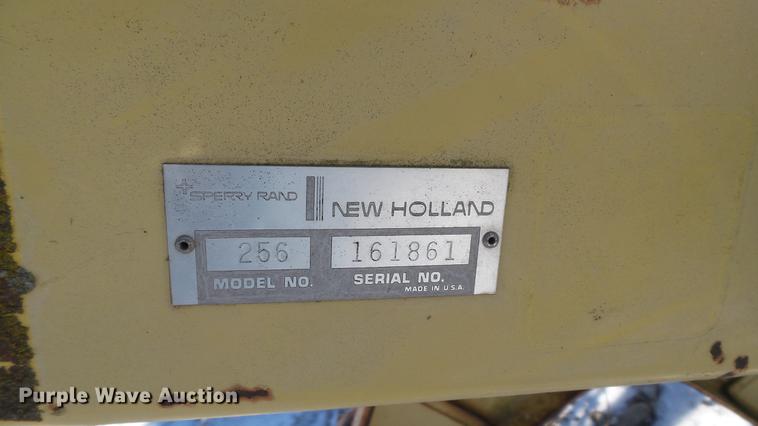 SPERRY RAND
NEW HOLLAND
256 161861
MODEL NO. SERIAL NO.
MADE IN U.S.A.
Purple Wave Auction